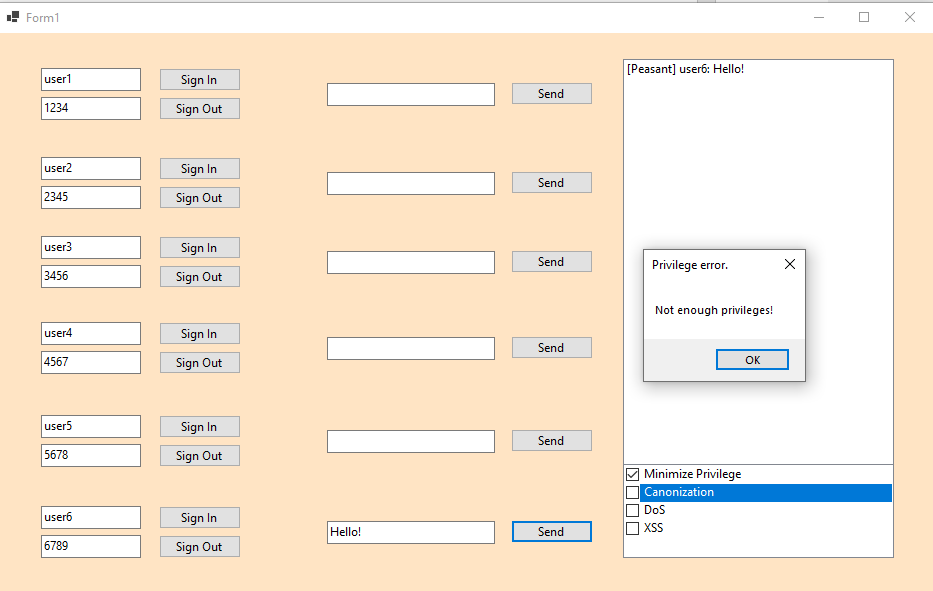 Form1
user1
Sign In
1234
Sign Out
Send
user2
Sign In
2345
Sign Out
Send
user3
Sign In
3456
Sign Out
Send
user4
Sign In
4567
Sign Out
Send
user5
Sign In
5678
Sign Out
Send
user6
Sign In
6789
Sign Out
Hello!
Send
[Peasant] user6: Hello!
Privilege error.
Not enough privileges!
OK
Minimize Privilege
Canonization
DoS
XSS